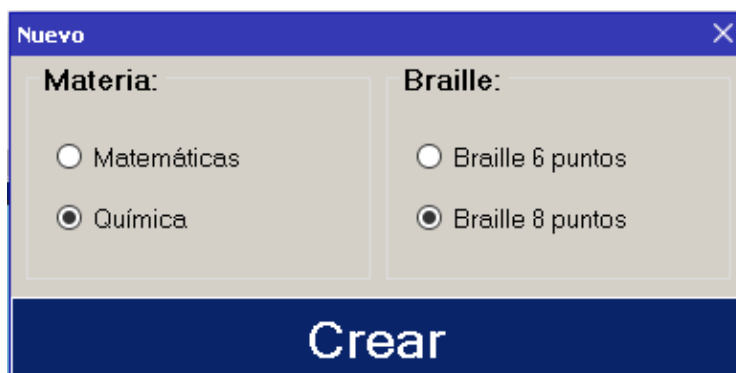 Nuevo
Materia:
Matemáticas
Química
Braille:
Braille 6 puntos
Braille 8 puntos
Crear